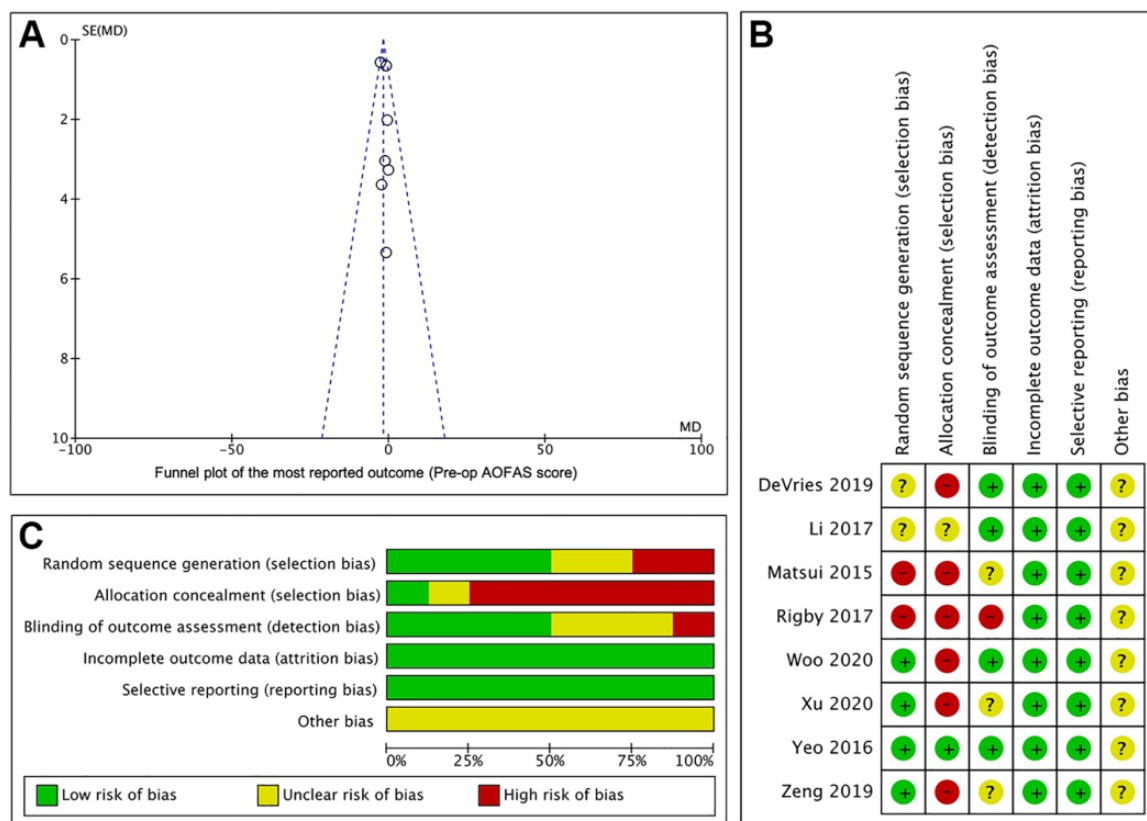 A
SE(MD)
0
2
4
6
8
10
MD
-100
-50
0
50
100
Funnel plot of the most reported outcome (Pre-op AOFAS score)
B
Random sequence generation (selection bias)
Allocation concealment (selection bias)
Blinding of outcome assessment (detection bias)
Incomplete outcome data (attrition bias)
Selective reporting (reporting bias)
Other bias
DeVries 2019 ? - + + + ?
Li 2017 ? ? + + + ?
Matsui 2015 - - ? + + ?
Rigby 2017 - - - + + ?
Woo 2020 + - + + + ?
Xu 2020 + - ? + + ?
Yeo 2016 + + + + + ?
Zeng 2019 + - ? + + ?
C
Random sequence generation (selection bias)
Allocation concealment (selection bias)
Blinding of outcome assessment (detection bias)
Incomplete outcome data (attrition bias)
Selective reporting (reporting bias)
Other bias
0% 25% 50% 75% 100%
Low risk of bias Unclear risk of bias High risk of bias